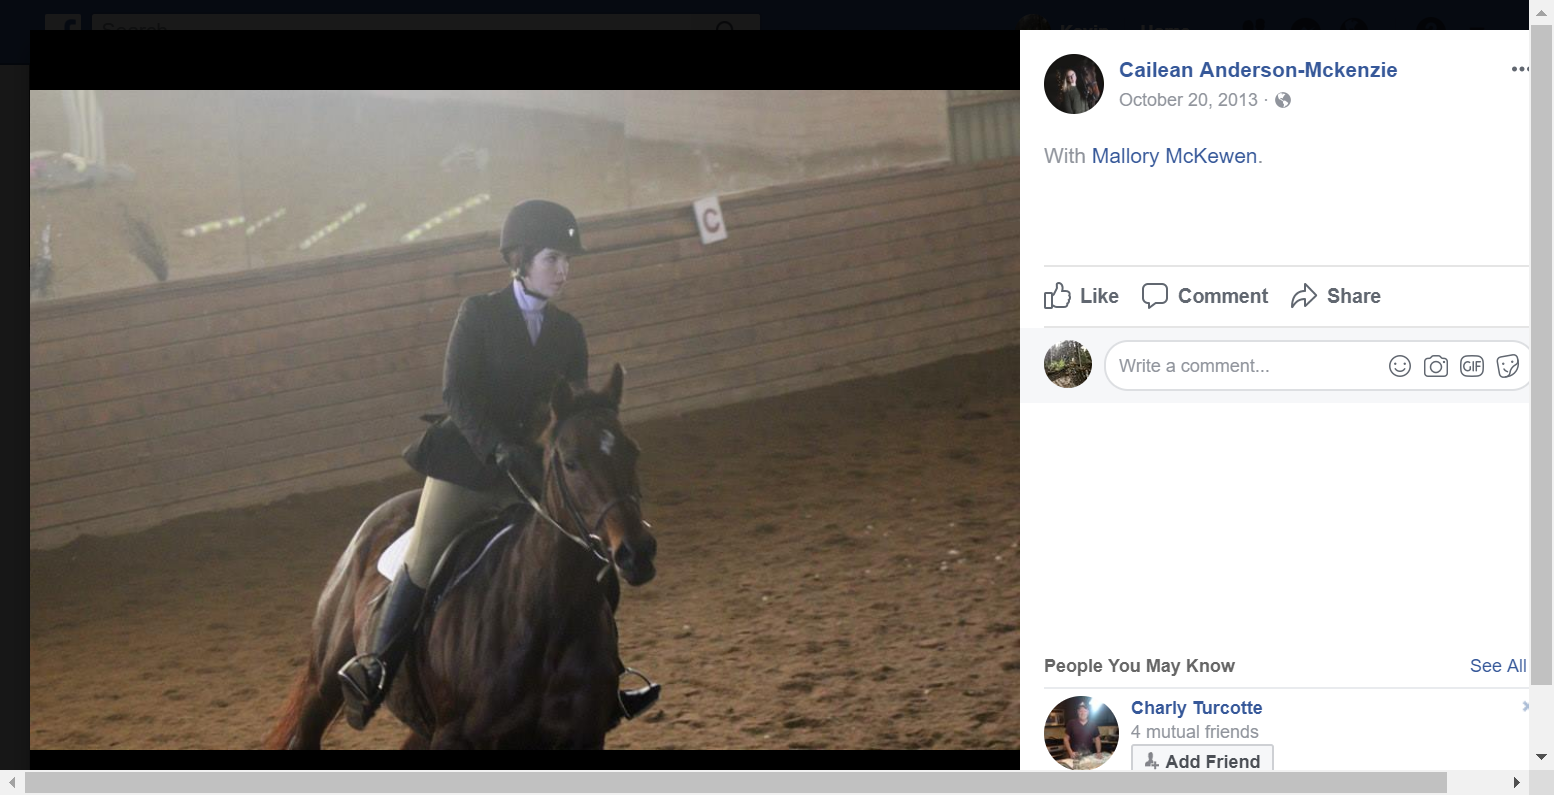 Search
Cailean Anderson-Mckenzie
October 20, 2013 ·
With Mallory McKewen.
C
Like Comment Share
Write a comment...
GIF
People You May Know See All
Charly Turcotte
4 mutual friends
Add Friend